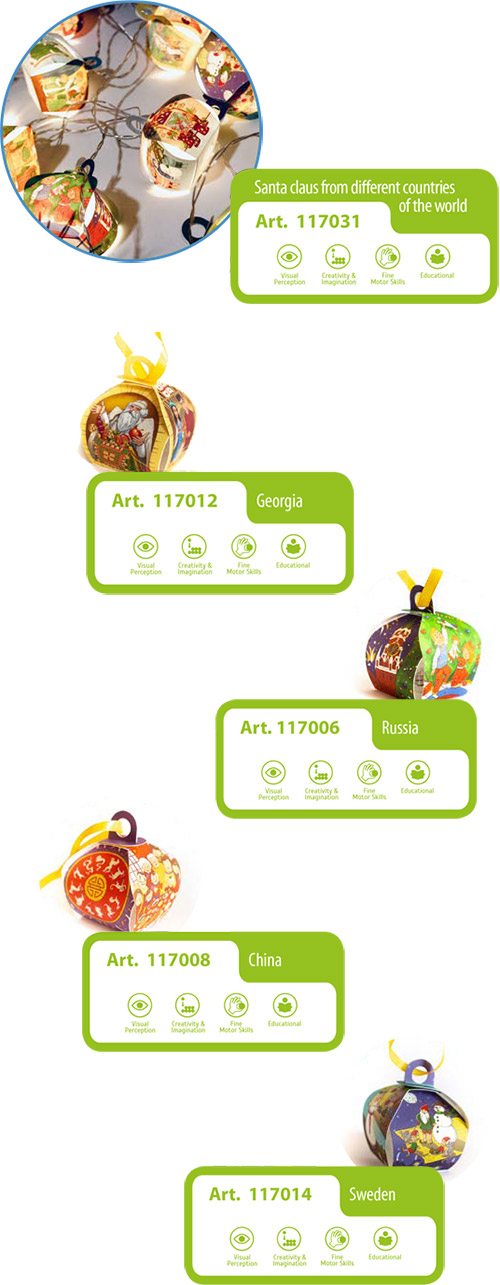 Santa claus from different countries
of the world
Art. 117031
Visual Perception
Creativity & Imagination
Fine Motor Skills
Educational
Art. 117012
Georgia
Visual Perception
Creativity & Imagination
Fine Motor Skills
Educational
Art. 117006
Russia
Visual Perception
Creativity & Imagination
Fine Motor Skills
Educational
Art. 117008
China
Visual Perception
Creativity & Imagination
Fine Motor Skills
Educational
Art. 117014
Sweden
Visual Perception
Creativity & Imagination
Fine Motor Skills
Educational